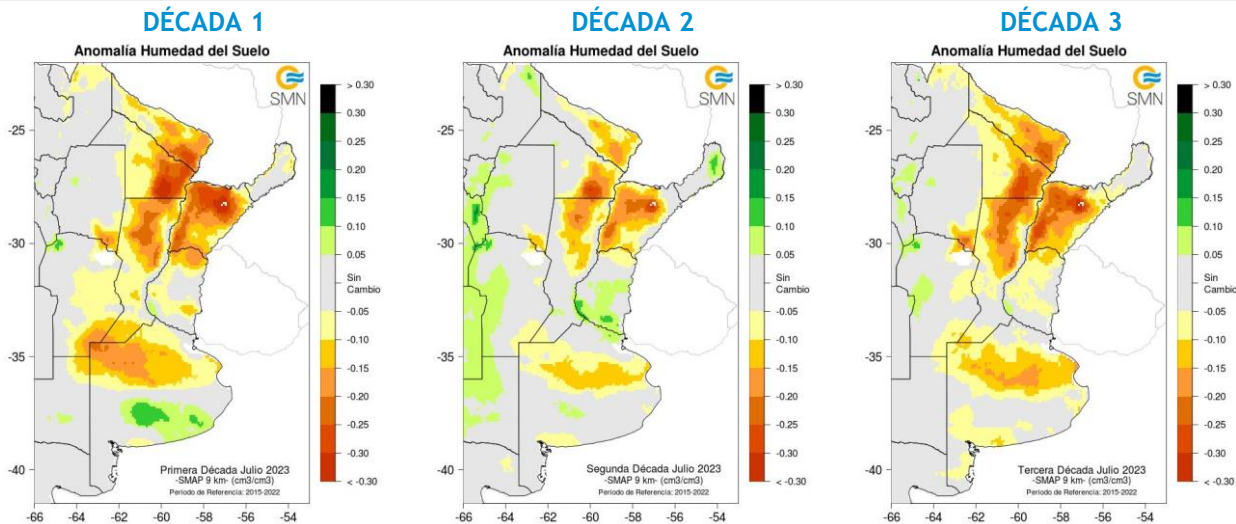 DÉCADA 1
Anomalía Humedad del Suelo
SMN
> 0.30
0.30
0.25
0.20
0.15
0.10
0.05
Sin
Cambio
-0.05
-0.10
-0.15
-0.20
-0.25
-0.30
< -0.30
-25
-30
-35
-40
Primera Década Julio 2023
-SMAP 9 km- (cm3/cm3)
Periodo de Referencia: 2015-2022
-66 -64 -62 -60 -58 -56 -54
DÉCADA 2
Anomalía Humedad del Suelo
SMN
> 0.30
0.30
0.25
0.20
0.15
0.10
0.05
Sin
Cambio
-0.05
-0.10
-0.15
-0.20
-0.25
-0.30
< -0.30
-25
-30
-35
-40
Segunda Década Julio 2023
-SMAP 9 km- (cm3/cm3)
Periodo de Referencia: 2015-2022
-66 -64 -62 -60 -58 -56 -54
DÉCADA 3
Anomalía Humedad del Suelo
SMN
> 0.30
0.30
0.25
0.20
0.15
0.10
0.05
Sin
Cambio
-0.05
-0.10
-0.15
-0.20
-0.25
-0.30
< -0.30
-25
-30
-35
-40
Tercera Década Julio 2023
-SMAP 9 km- (cm3/cm3)
Periodo de Referencia: 2015-2022
-66 -64 -62 -60 -58 -56 -54